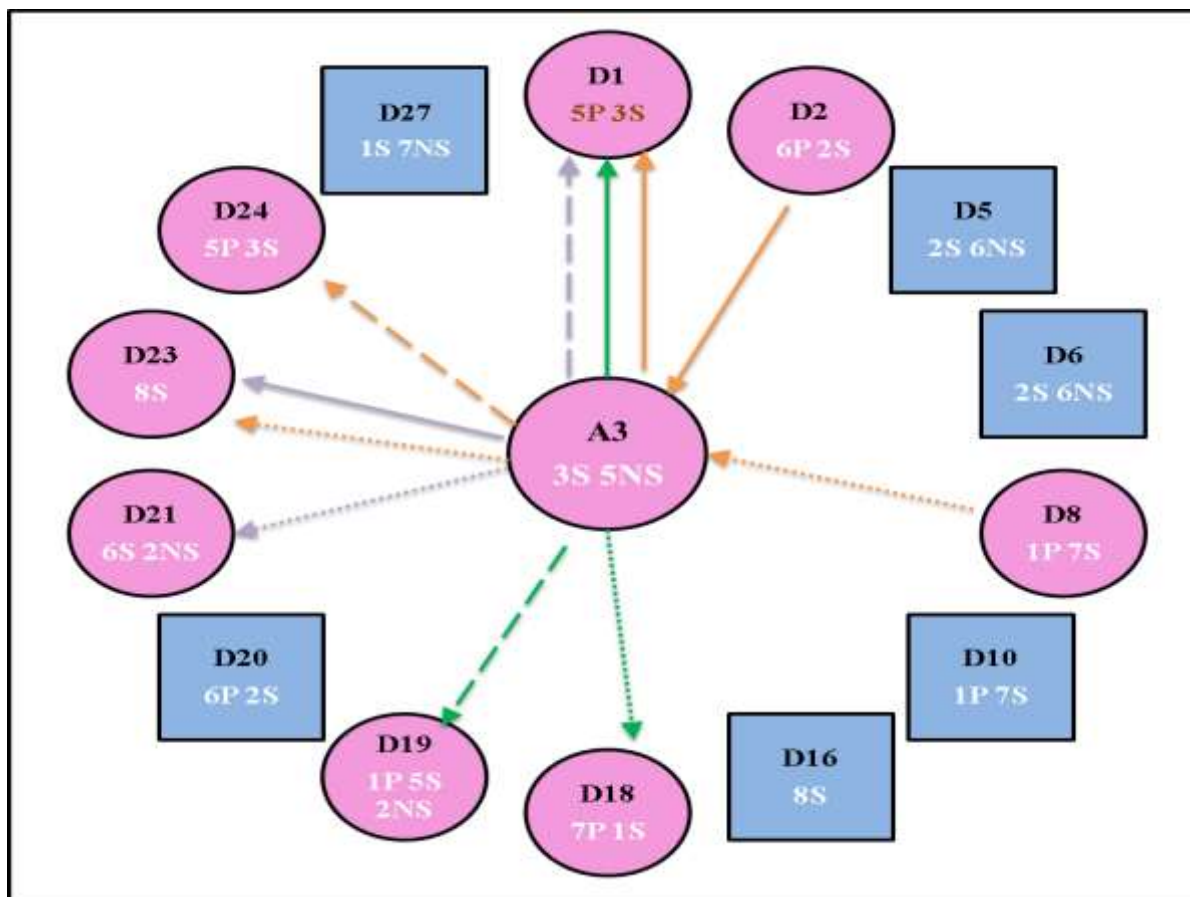 D1
5P 3S
D2
6P 2S
D27
1S 7NS
D24
5P 3S
D5
2S 6NS
D23
8S
D6
2S 6NS
A3
3S 5NS
D21
6S 2NS
D8
1P 7S
D20
6P 2S
D10
1P 7S
D19
1P 5S
2NS
D18
7P 1S
D16
8S